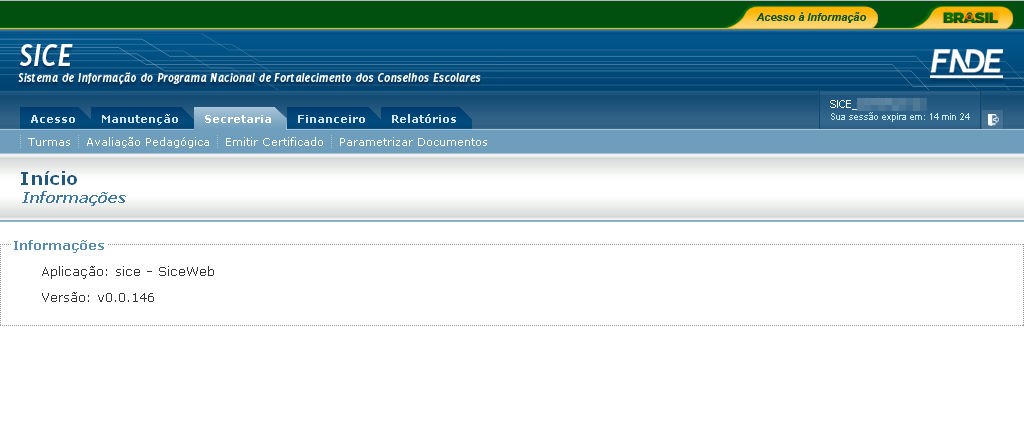 Acesso à Informação BRASIL
SICE
Sistema de Informação do Programa Nacional de Fortalecimento dos Conselhos Escolares
FNDE
SICE_
Sua sessão expira em: 14 min 24
Acesso Manutenção Secretaria Financeiro Relatórios
Turmas Avaliação Pedagógica Emitir Certificado Parametrizar Documentos
Início
Informações
Informações
Aplicação: sice - SiceWeb
Versão: v0.0.146